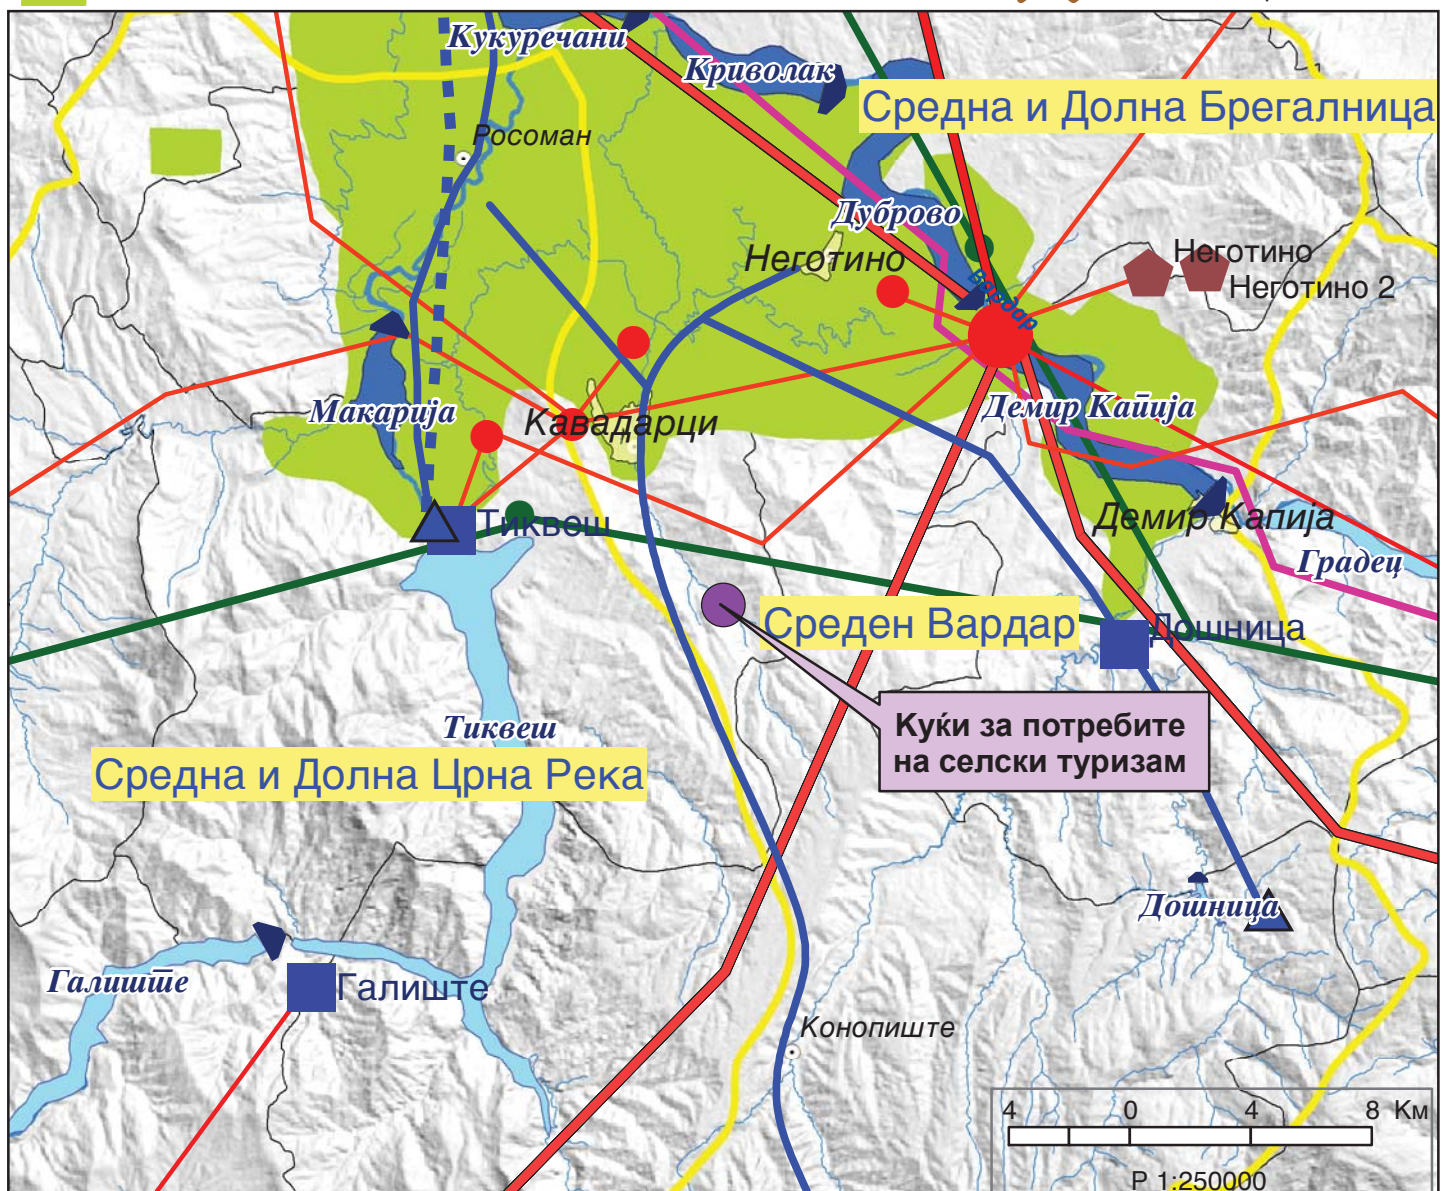 Кукуречани
Криволак
Средна и Долна Брегалница
Росоман
Дуброво
Неготино
Вардар
Неготино
Неготино 2
Макарија
Кавадарци
Демир Капија
Тиквеш
Демир Капија
Градец
Среден Вардар
Дошница
Куќи за потребите
на селски туризам
Тиквеш
Средна и Долна Црна Река
Дошница
Галиште
Галиште
Конопиште
4 0 4 8 Км
Р 1:250000